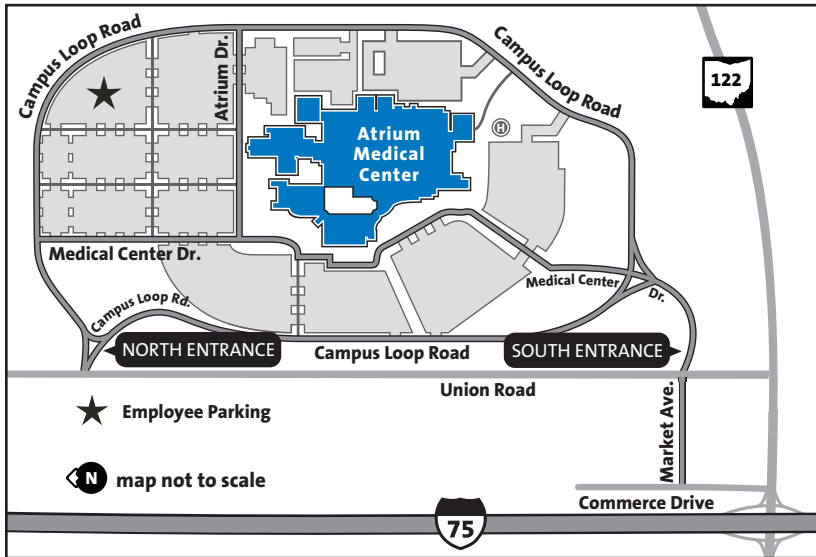 Campus Loop Road
Atrium Dr.
Campus Loop Road
122
H
Atrium
Medical
Center
Medical Center Dr.
Medical Center Dr.
Campus Loop Rd.
NORTH ENTRANCE
Campus Loop Road
SOUTH ENTRANCE
Union Road
Employee Parking
Market Ave.
N map not to scale
Commerce Drive
75